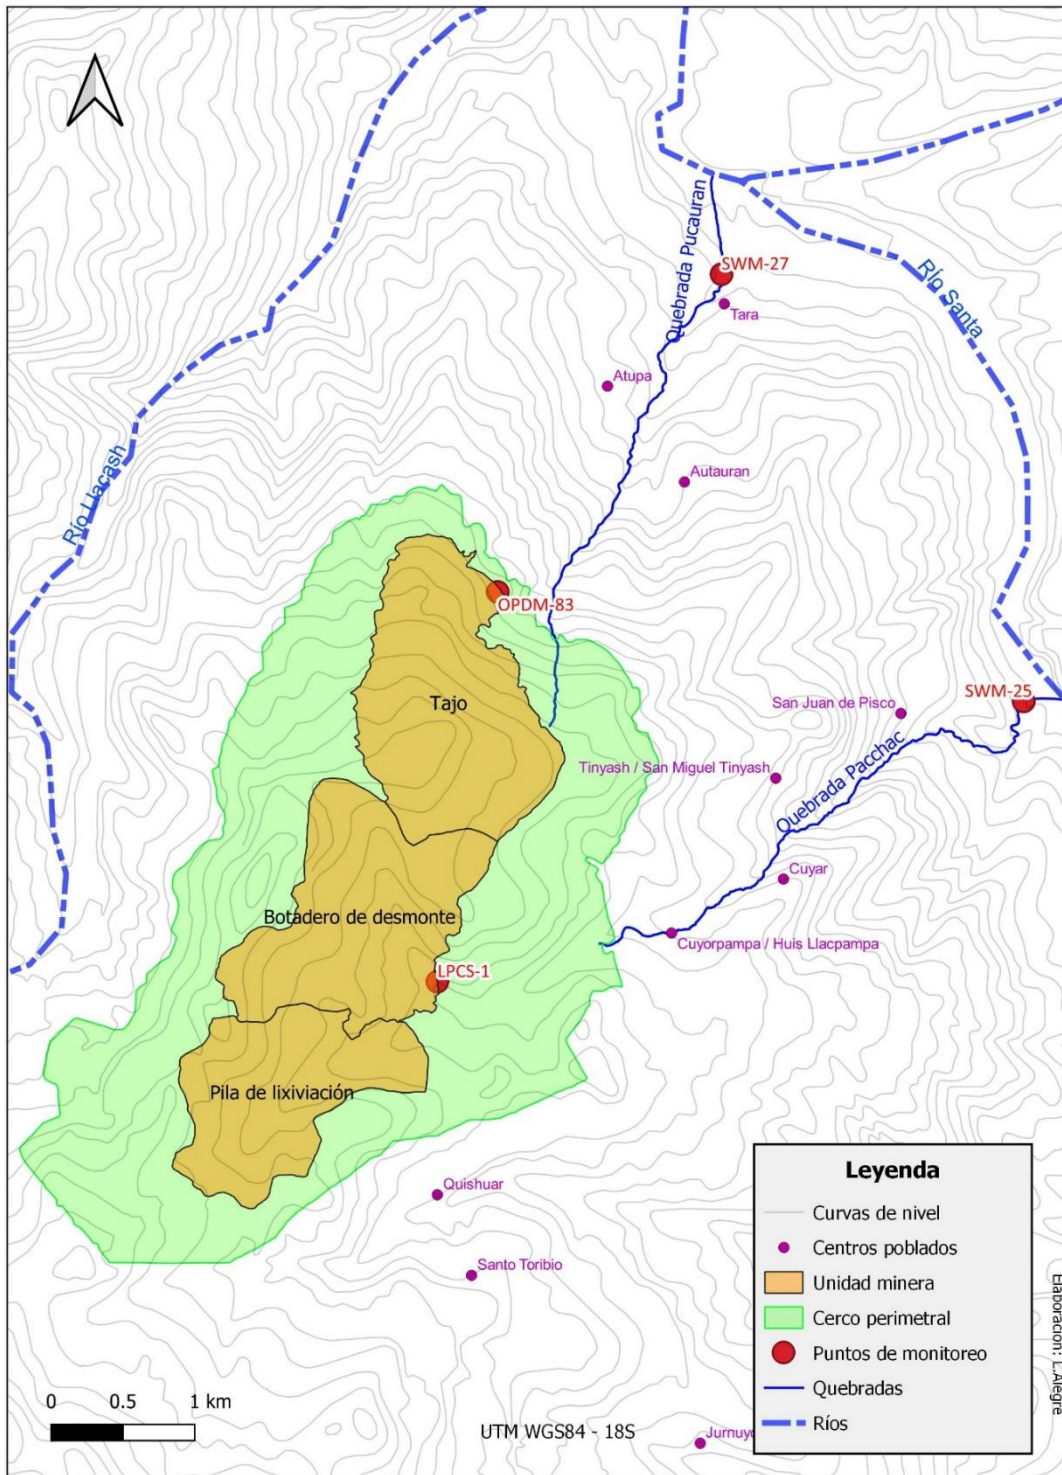 Quebrada Pucauran
SWM-27
Río Santa
Tara
Atupa
Río Llacash
Autauran
OPDM-83
SWM-25
San Juan de Pisco
Tajo
Tinyash / San Miguel Tinyash
Quebrada Pacchac
Cuyar
Botadero de desmonte
Cuyorpampa / Huis Llacpampa
LPCS-1
Pila de lixiviación
Quishuar
Santo Toribio
Leyenda
Curvas de nivel
Centros poblados
Unidad minera
Cerco perimetral
Puntos de monitoreo
Quebradas
Ríos
Elaboración: L.Alegre
0 0.5 1 km
UTM WGS84 - 18S